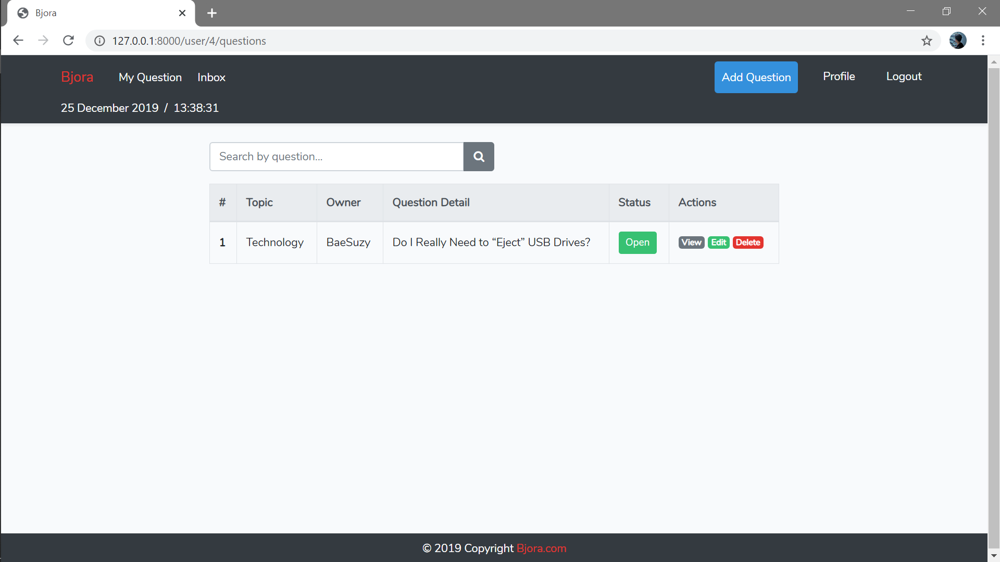 Bjora
127.0.0.1:8000/user/4/questions
Bjora My Question Inbox Add Question Profile Logout
25 December 2019 / 13:38:31
Search by question...
# Topic Owner Question Detail Status Actions
1 Technology BaeSuzy Do I Really Need to “Eject” USB Drives? Open View Edit Delete
© 2019 Copyright Bjora.com